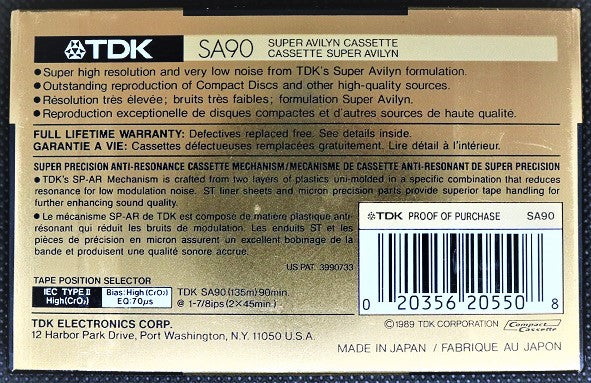 TDK SA90 SUPER AVILYN CASSETTE
CASSETTE SUPER AVILYN
• Super high resolution and very low noise from TDK's Super Avilyn formulation.
• Outstanding reproduction of Compact Discs and other high-quality sources.
• Résolution très élevée; bruits très faibles; formulation Super Avilyn.
• Reproduction exceptionelle de disques compactes et d'autres sources de haute qualité.
FULL LIFETIME WARRANTY: Defectives replaced free. See details inside.
GARANTIE A VIE: Cassettes défectueuses remplacées gratuitement. Lire détail à l'intérieur.
SUPER PRECISION ANTI-RESONANCE CASSETTE MECHANISM/MECANISME DE CASSETTE ANTI-RESONANT DE SUPER PRECISION
• TDK's SP-AR Mechanism is crafted from two layers of plastics uni-molded in a specific combination that reduces
resonance for low modulation noise. ST liner sheets and micron precision parts provide superior tape handling for
further enhancing sound quality.
• Le mécanisme SP-AR de TDK est composé de matière plastique anti-
résonant qui réduit les bruits de modulation. Les enduits ST et les
pièces de précision en micron assurent un excellent bobinage de la
bande et produisent une qualité sonore accrue.
US PAT. 3990733
TDK PROOF OF PURCHASE SA90
0 20356 20550 8
TAPE POSITION SELECTOR
IEC TYPE II
High(CrO₂)
Bias: High (CrO₂)
EQ: 70µs
TDK SA90 (135m) 90min.
@ 1-7/8ips (2×45min.)
TDK ELECTRONICS CORP.
12 Harbor Park Drive, Port Washington, N.Y. 11050 U.S.A.
©1989 TDK CORPORATION
Compact
Cassette
MADE IN JAPAN / FABRIQUE AU JAPON